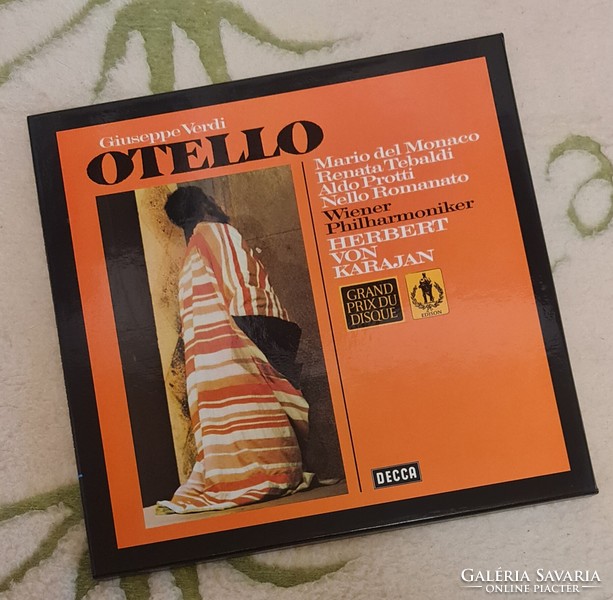 Giuseppe Verdi
OTELLO
Mario del Monaco
Renata Tebaldi
Aldo Protti
Nello Romanato
Wiener
Philharmoniker
HERBERT
VON
KARAJAN
GRAND
PRIX DU
DISQUE
EDISON
DECCA
GALÉRIA SAVARIA
ONLINE PIACTÉR